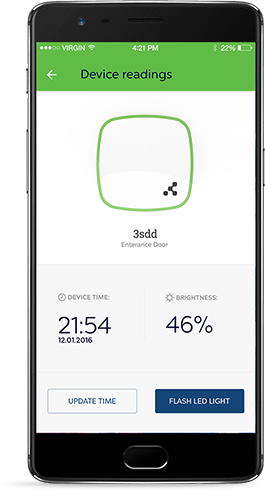 VIRGIN 4:21 PM 22%
Device readings
3sdd
Enterance Door
DEVICE TIME:
BRIGHTNESS:
21:54
46%
12.01.2016
UPDATE TIME
FLASH LED LIGHT